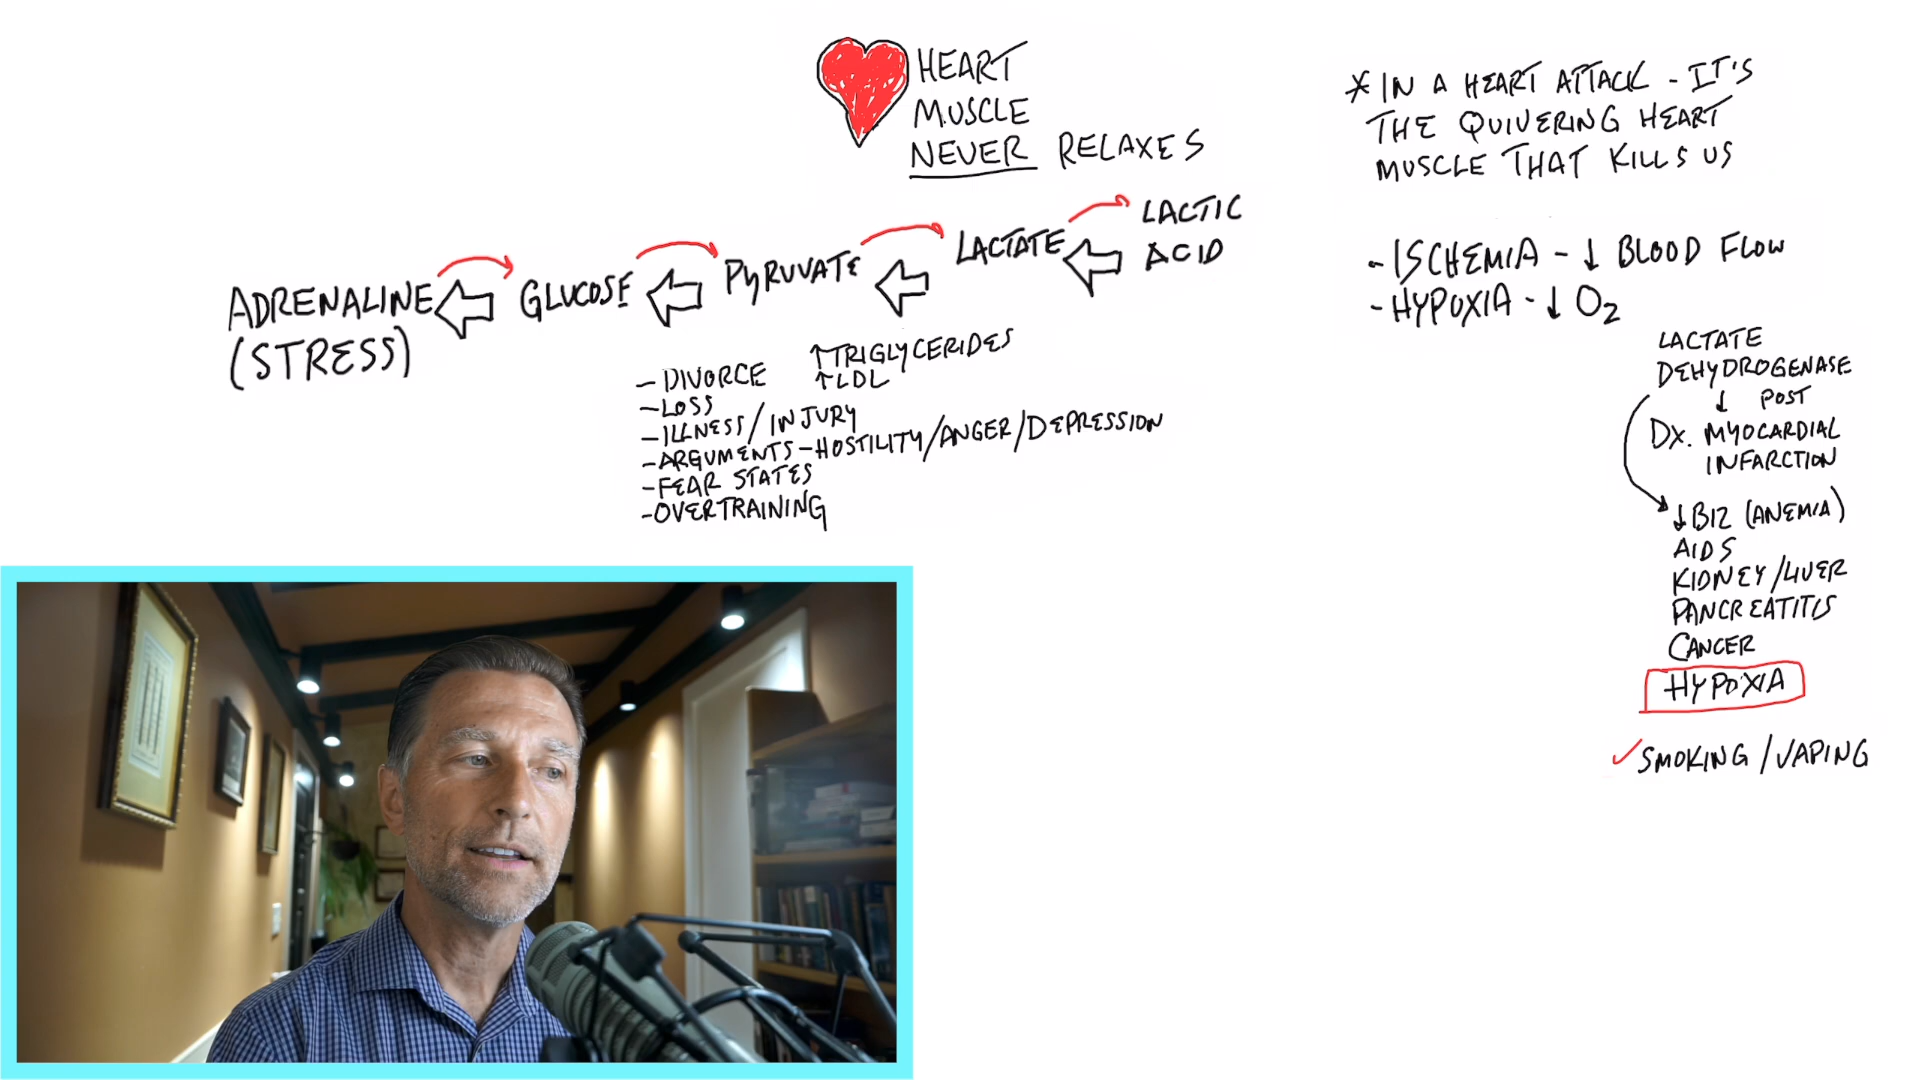 HEART
MUSCLE
NEVER RELAXES
* IN A HEART ATTACK - IT'S
THE QUIVERING HEART
MUSCLE THAT KILLS US
ADRENALINE GLUCOSE PYRUVATE LACTATE LACTIC
ACID
(STRESS)
- ISCHEMIA - ↓ BLOOD FLOW
- HYPOXIA - ↓ O2
- DIVORCE ↑TRIGLYCERIDES
↑LDL
- LOSS
- ILLNESS/INJURY
- ARGUMENTS - HOSTILITY/ANGER/DEPRESSION
- FEAR STATES
- OVERTRAINING
LACTATE
DEHYDROGENASE
↓ POST
DX. MYOCARDIAL
INFARCTION
↓ B12 (ANEMIA)
AIDS
KIDNEY/LIVER
PANCREATITIS
CANCER
HYPOXIA
✓ SMOKING/VAPING